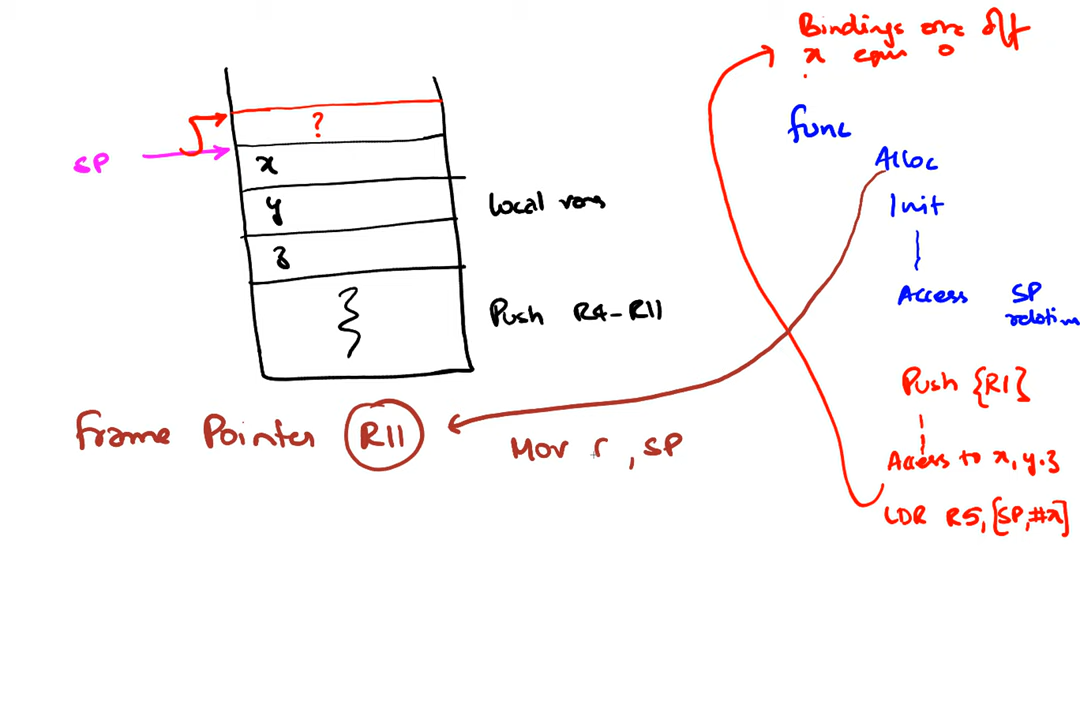 Bindings are off
x equ 0
func
?
SP
x
Alloc
y
local vars
Init
z
Access SP
relativ
Push R4-R11
Push {R1}
Frame Pointer R11
Mov r , SP
Access to x, y.z
LDR R5, [SP, #x]